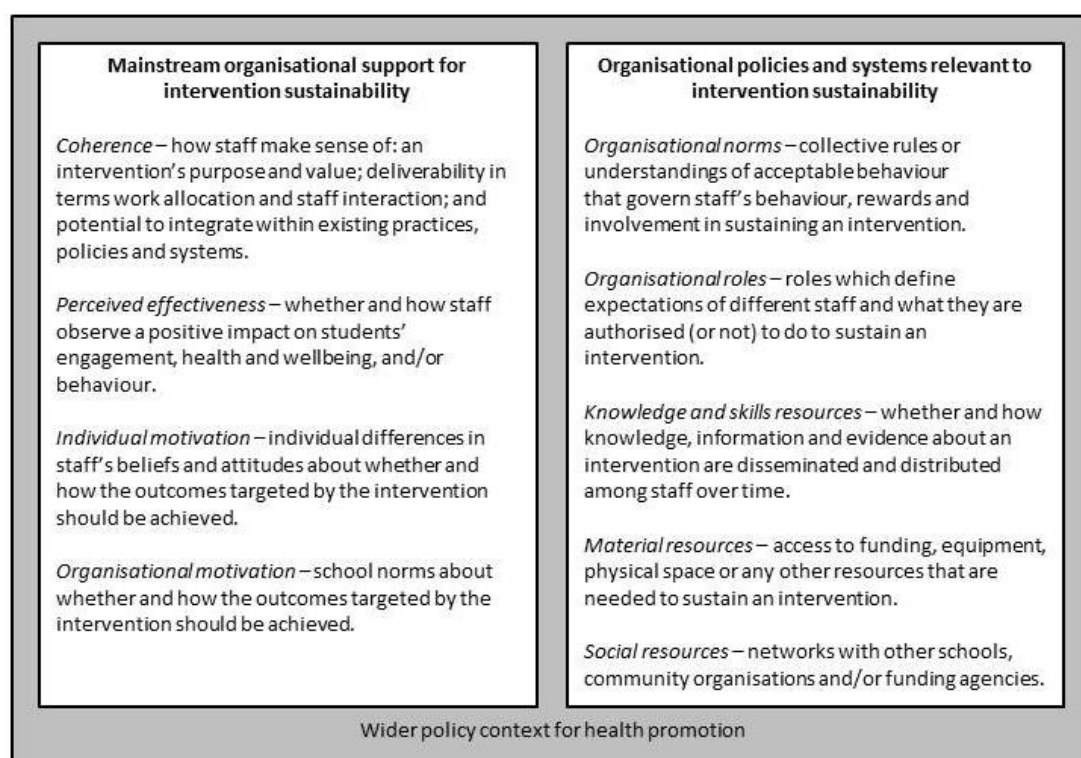 Mainstream organisational support for
intervention sustainability
Coherence – how staff make sense of: an
intervention's purpose and value; deliverability in
terms work allocation and staff interaction; and
potential to integrate within existing practices,
policies and systems.
Perceived effectiveness – whether and how staff
observe a positive impact on students'
engagement, health and wellbeing, and/or
behaviour.
Individual motivation – individual differences in
staff's beliefs and attitudes about whether and
how the outcomes targeted by the intervention
should be achieved.
Organisational motivation – school norms about
whether and how the outcomes targeted by the
intervention should be achieved.
Organisational policies and systems relevant to
intervention sustainability
Organisational norms – collective rules or
understandings of acceptable behaviour
that govern staff's behaviour, rewards and
involvement in sustaining an intervention.
Organisational roles – roles which define
expectations of different staff and what they are
authorised (or not) to do to sustain an
intervention.
Knowledge and skills resources – whether and how
knowledge, information and evidence about an
intervention are disseminated and distributed
among staff over time.
Material resources – access to funding, equipment,
physical space or any other resources that are
needed to sustain an intervention.
Social resources – networks with other schools,
community organisations and/or funding agencies.
Wider policy context for health promotion